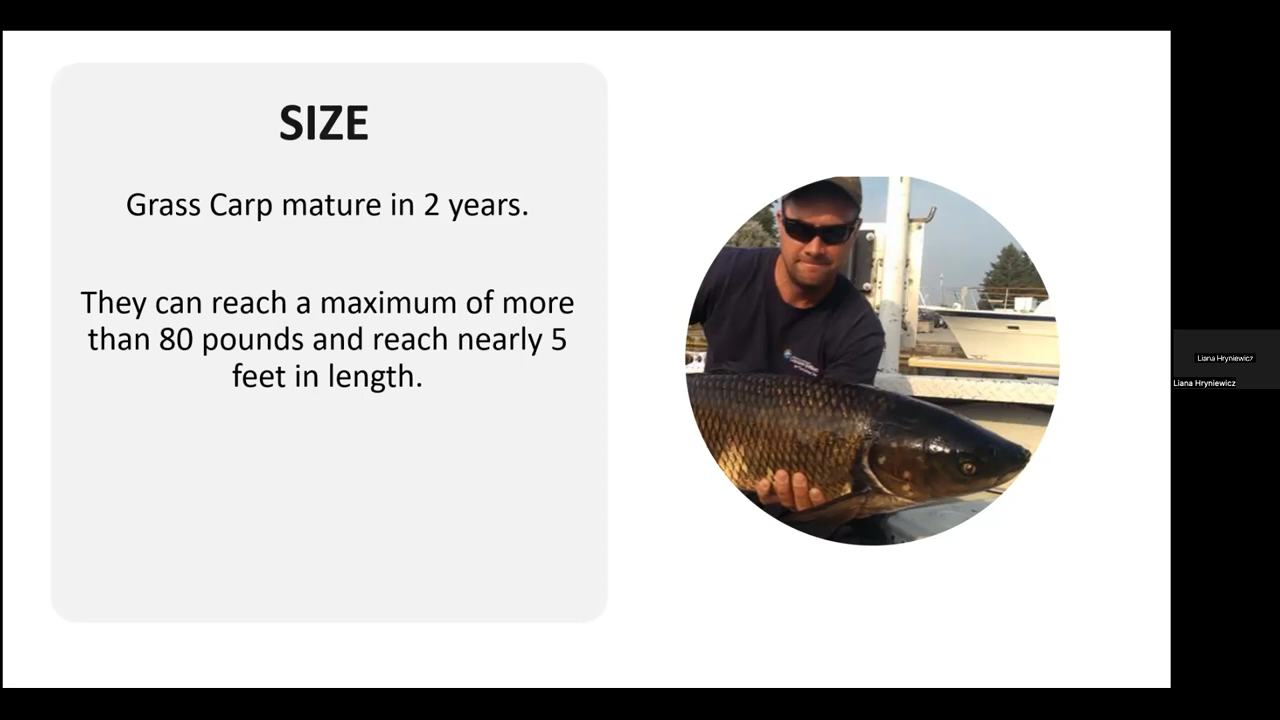 SIZE
Grass Carp mature in 2 years.
They can reach a maximum of more
than 80 pounds and reach nearly 5
feet in length.
Liana Hryniewicz
Liana Hryniewicz